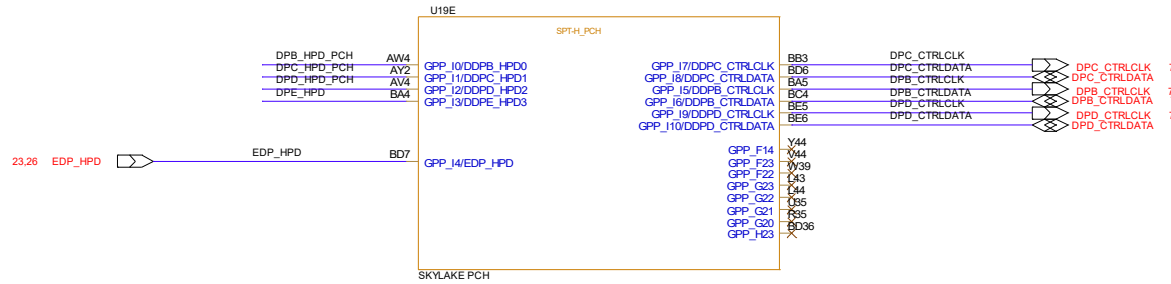 U19E
SPT-H_PCH
DPB_HPD_PCH AW4 GPP_I0/DDPB_HPD0
DPC_HPD_PCH AY2 GPP_I1/DDPC_HPD1
DPD_HPD_PCH AV4 GPP_I2/DDPD_HPD2
DPE_HPD BA4 GPP_I3/DDPE_HPD3
23,26 EDP_HPD EDP_HPD BD7 GPP_I4/EDP_HPD
GPP_I7/DDPC_CTRLCLK BB3 DPC_CTRLCLK DPC_CTRLCLK
GPP_I8/DDPC_CTRLDATA BD6 DPC_CTRLDATA DPC_CTRLDATA
GPP_I5/DDPB_CTRLCLK BA5 DPB_CTRLCLK DPB_CTRLCLK
GPP_I6/DDPB_CTRLDATA BC4 DPB_CTRLDATA DPB_CTRLDATA
GPP_I9/DDPD_CTRLCLK BE5 DPD_CTRLCLK DPD_CTRLCLK
GPP_I10/DDPD_CTRLDATA BE6 DPD_CTRLDATA DPD_CTRLDATA
GPP_F14 Y44
GPP_F23 V44
GPP_F22 W39
GPP_G23 L43
GPP_G22 L44
GPP_G21 U35
GPP_G20 R35
GPP_H23 BD36
SKYLAKE PCH